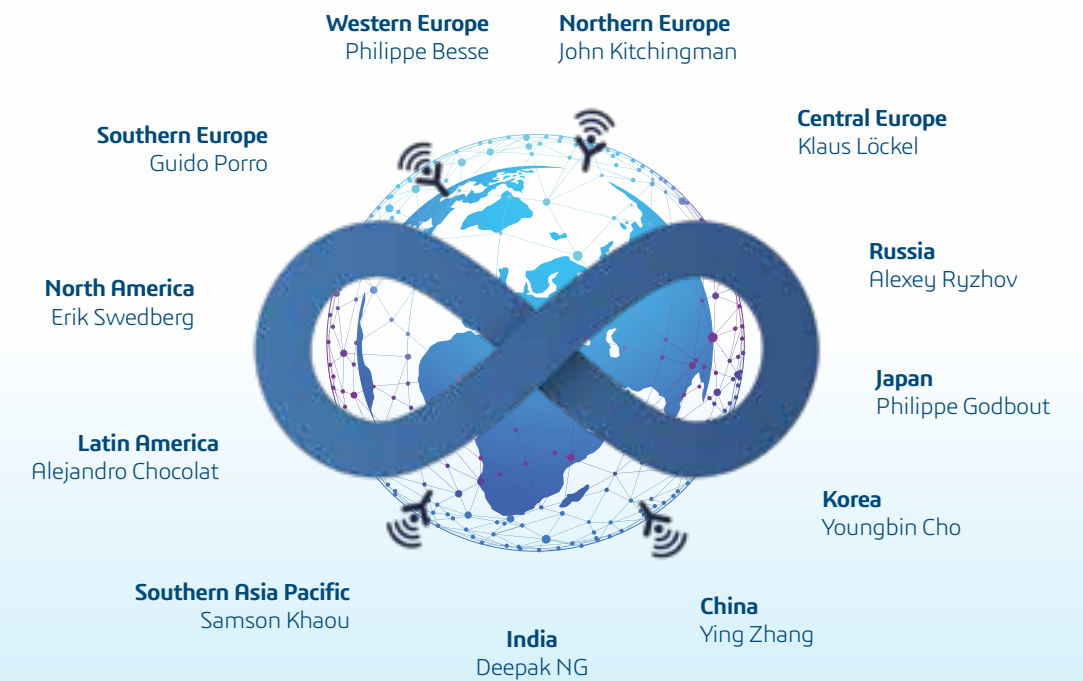 Western Europe
Philippe Besse
Northern Europe
John Kitchingman
Southern Europe
Guido Porro
Central Europe
Klaus Löckel
North America
Erik Swedberg
Russia
Alexey Ryzhov
Japan
Philippe Godbout
Latin America
Alejandro Chocolat
Korea
Youngbin Cho
Southern Asia Pacific
Samson Khaou
China
Ying Zhang
India
Deepak NG